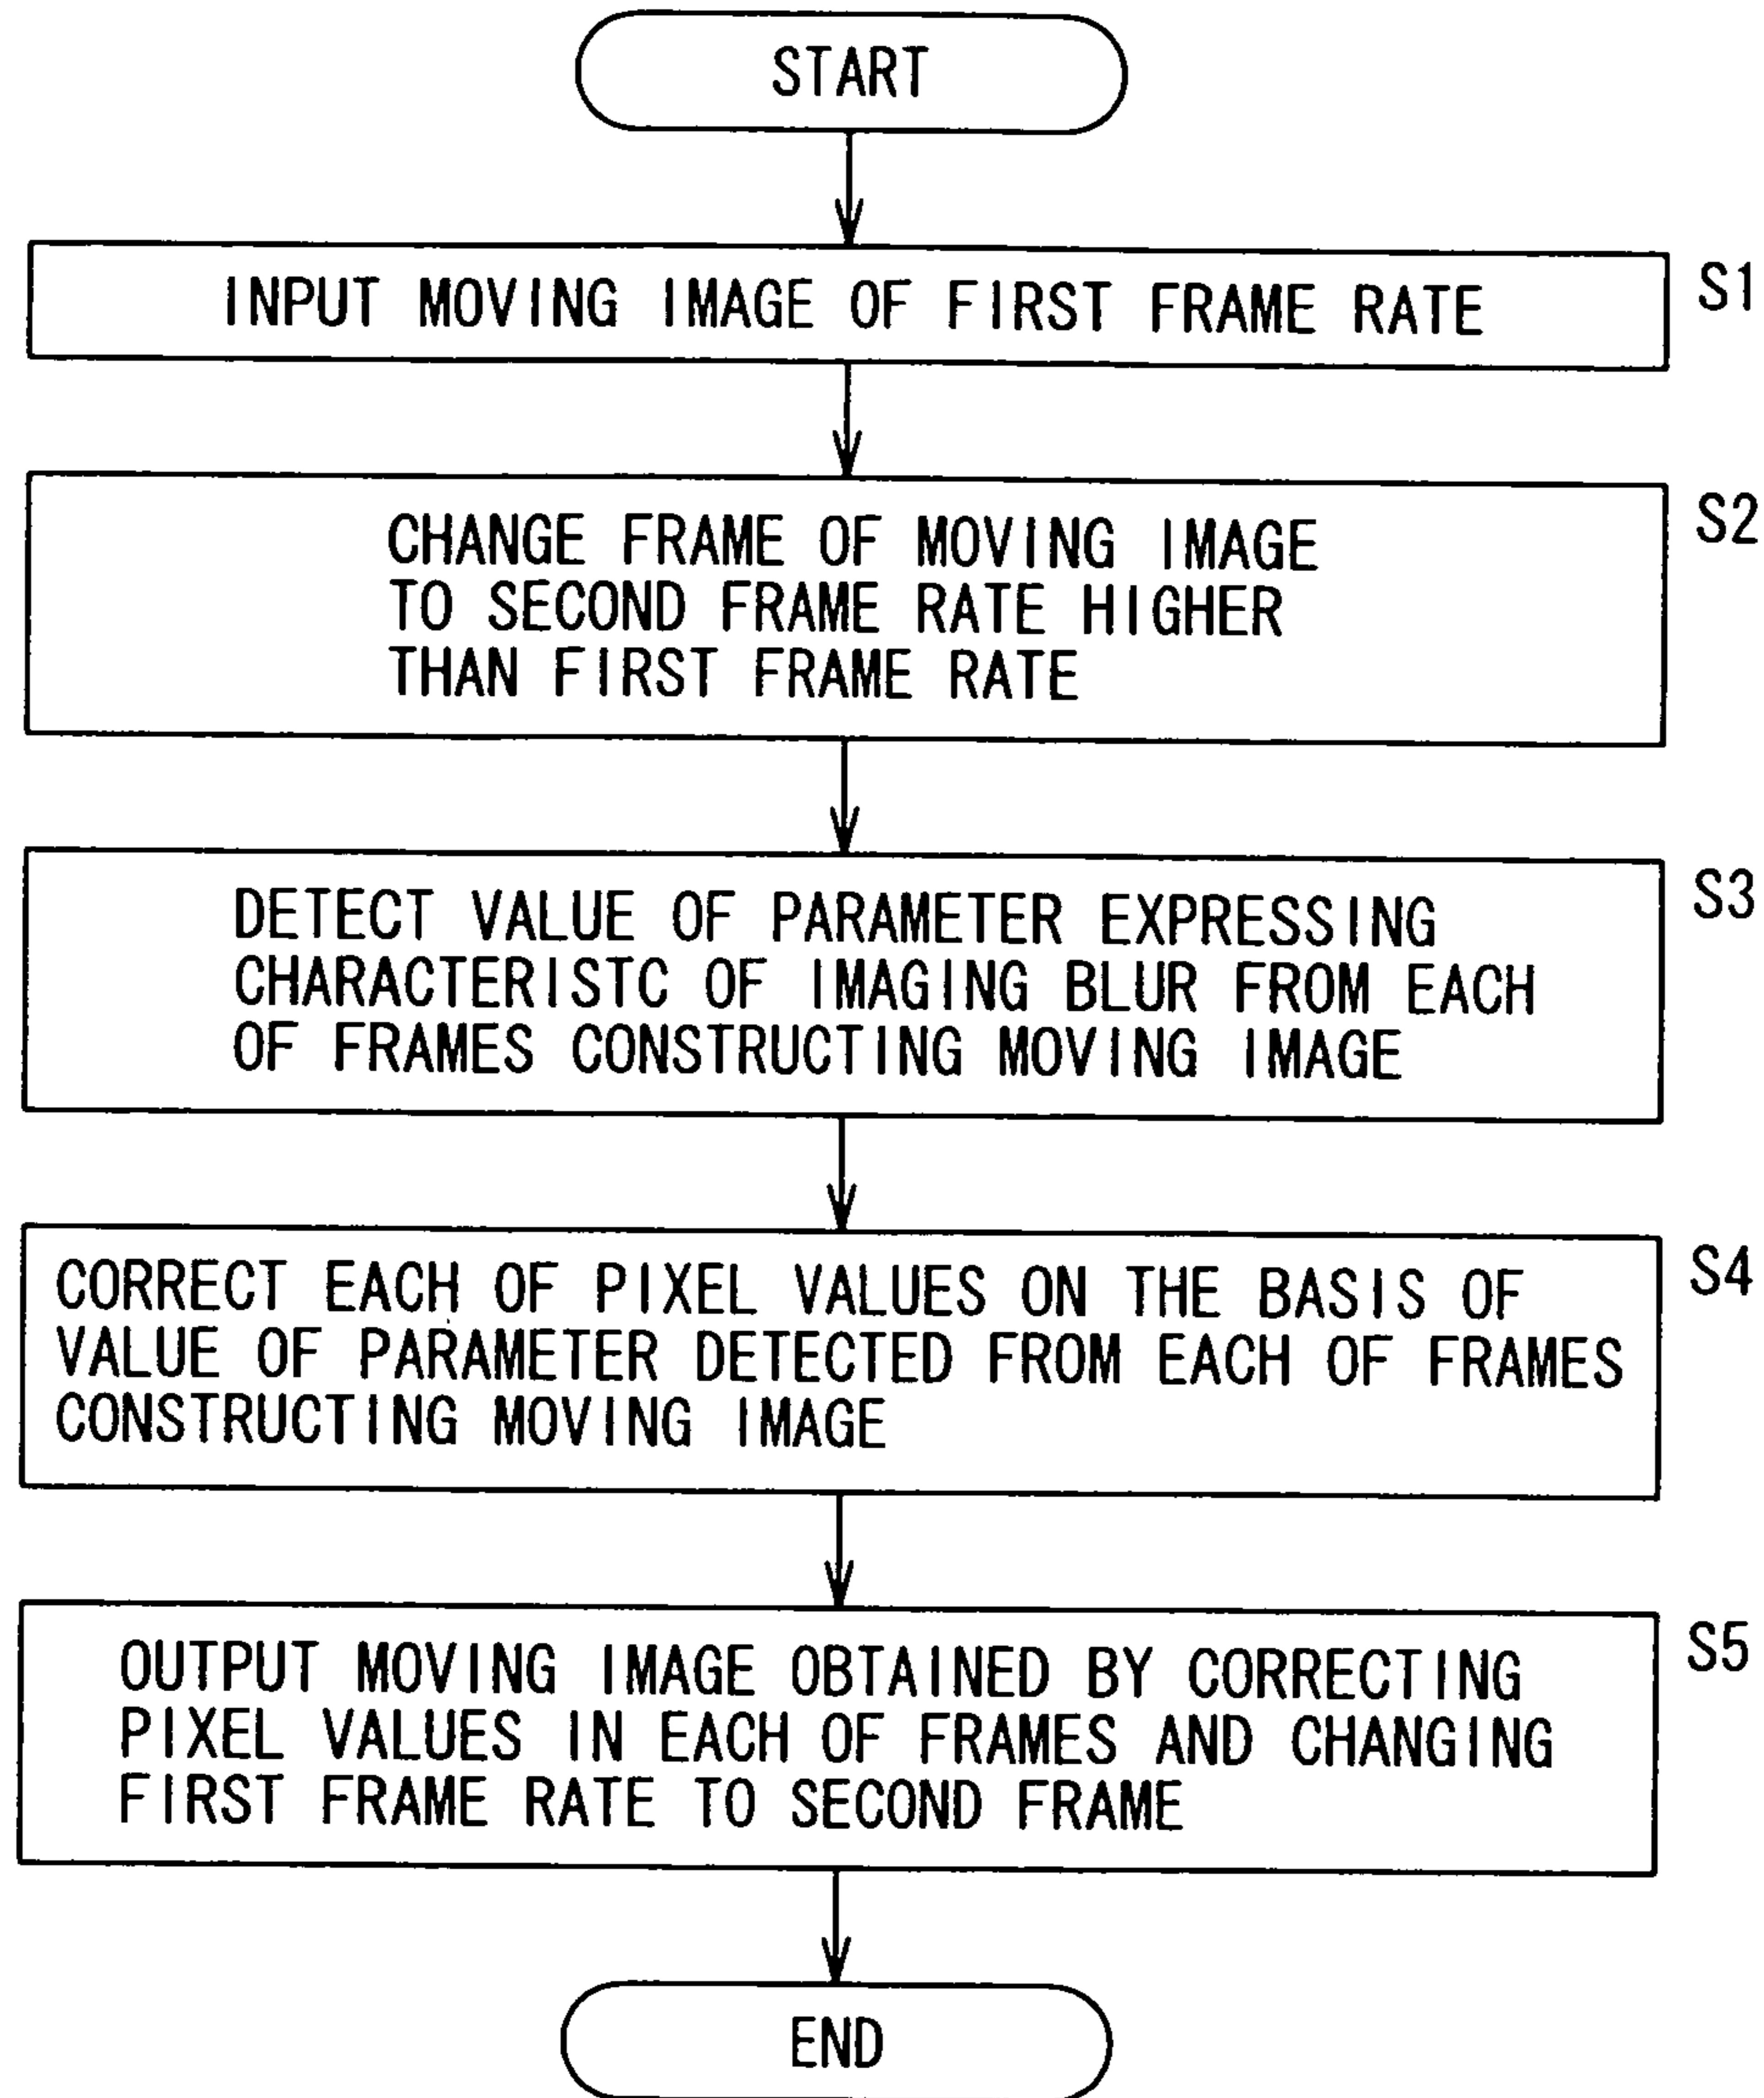 START
INPUT MOVING IMAGE OF FIRST FRAME RATE
S1
CHANGE FRAME OF MOVING IMAGE
TO SECOND FRAME RATE HIGHER
THAN FIRST FRAME RATE
S2
DETECT VALUE OF PARAMETER EXPRESSING
CHARACTERISTC OF IMAGING BLUR FROM EACH
OF FRAMES CONSTRUCTING MOVING IMAGE
S3
CORRECT EACH OF PIXEL VALUES ON THE BASIS OF
VALUE OF PARAMETER DETECTED FROM EACH OF FRAMES
CONSTRUCTING MOVING IMAGE
S4
OUTPUT MOVING IMAGE OBTAINED BY CORRECTING
PIXEL VALUES IN EACH OF FRAMES AND CHANGING
FIRST FRAME RATE TO SECOND FRAME
S5
END